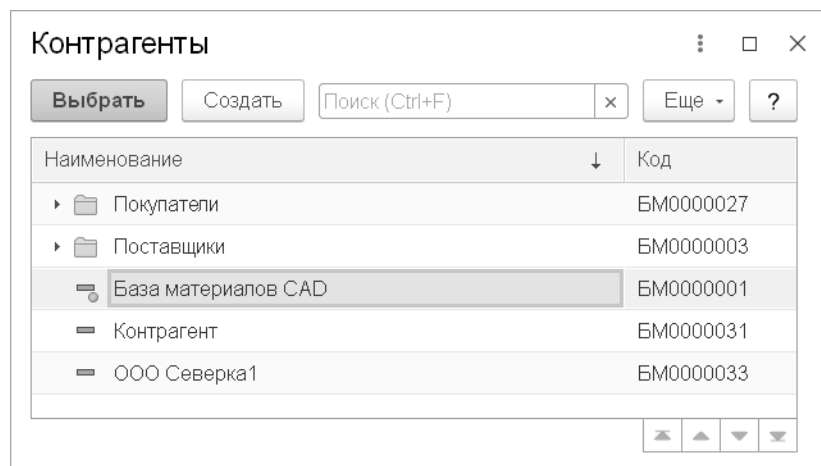 Контрагенты
Выбрать Создать Поиск (Ctrl+F) × Еще ?
Наименование ↓ Код
Покупатели БМ0000027
Поставщики БМ0000003
База материалов CAD БМ0000001
Контрагент БМ0000031
ООО Северка1 БМ0000033